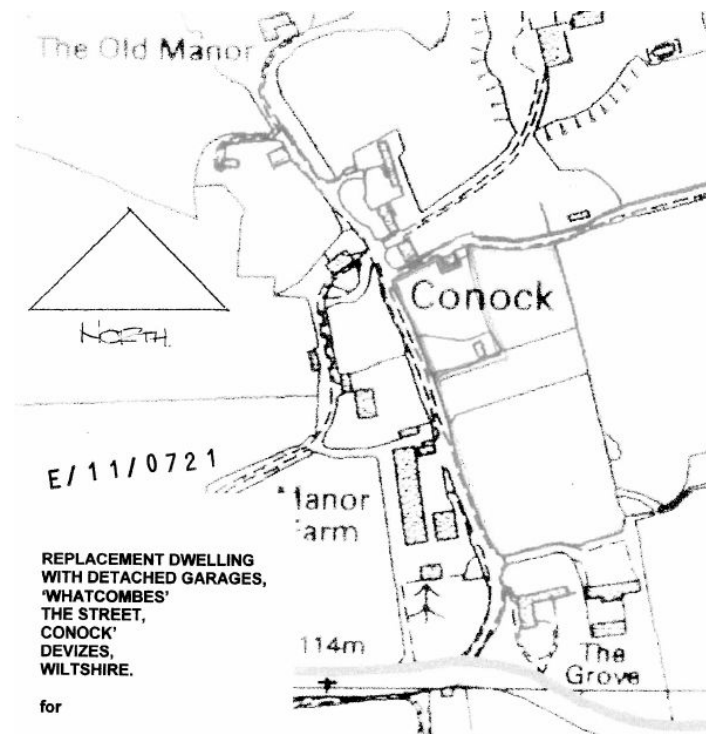 The Old Manor
Conock
NORTH.
E/11/0721
Manor
Farm
REPLACEMENT DWELLING
WITH DETACHED GARAGES,
‘WHATCOMBES’
THE STREET,
CONOCK’
DEVIZES,
WILTSHIRE.
for
114m
The
Grove